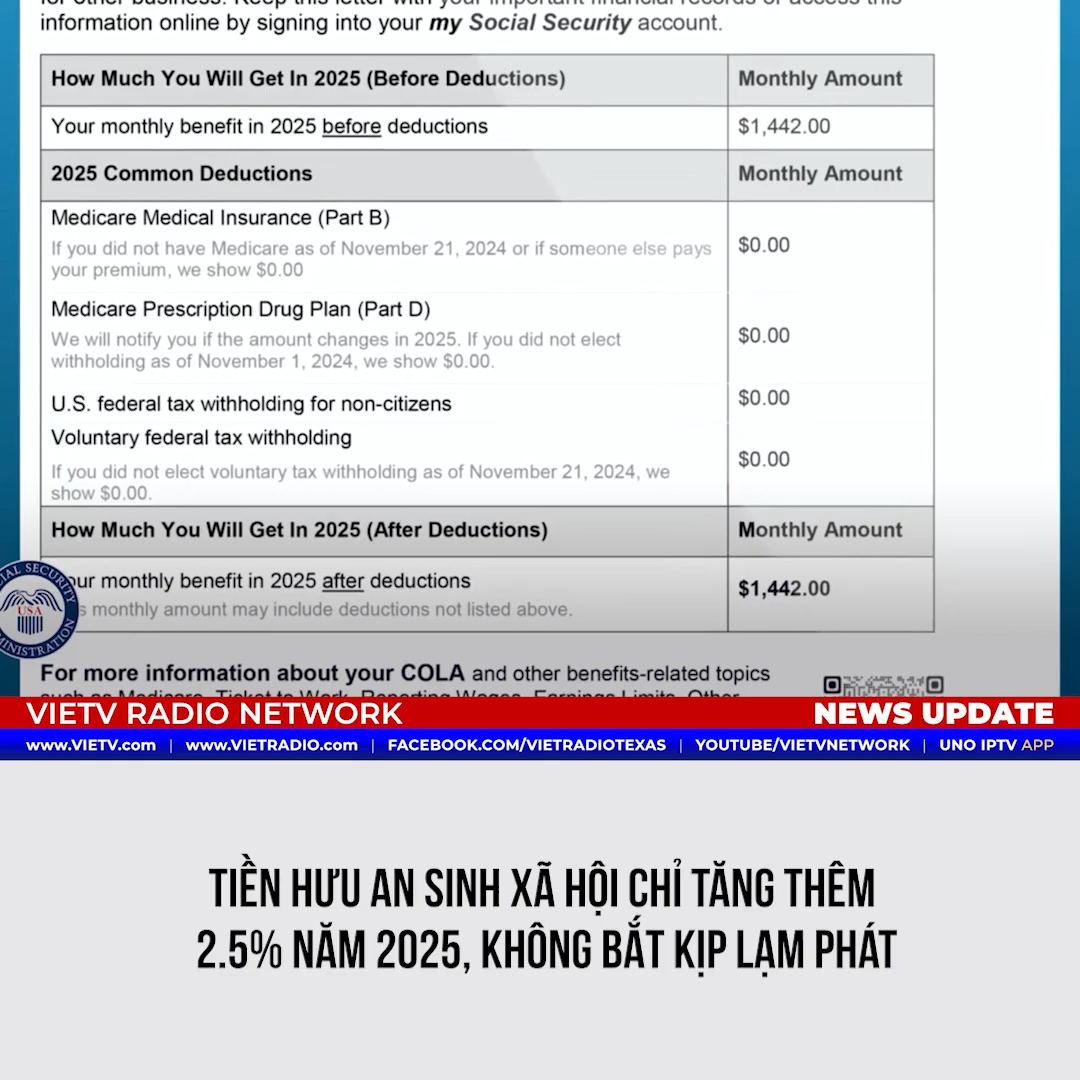 information online by signing into your my Social Security account.
How Much You Will Get In 2025 (Before Deductions) Monthly Amount
Your monthly benefit in 2025 before deductions $1,442.00
2025 Common Deductions Monthly Amount
Medicare Medical Insurance (Part B)
If you did not have Medicare as of November 21, 2024 or if someone else pays
your premium, we show $0.00
$0.00
Medicare Prescription Drug Plan (Part D)
We will notify you if the amount changes in 2025. If you did not elect
withholding as of November 1, 2024, we show $0.00.
$0.00
U.S. federal tax withholding for non-citizens $0.00
Voluntary federal tax withholding
If you did not elect voluntary tax withholding as of November 21, 2024, we
show $0.00.
$0.00
How Much You Will Get In 2025 (After Deductions) Monthly Amount
monthly benefit in 2025 after deductions
monthly amount may include deductions not listed above.
$1,442.00
USA
For more information about your COLA and other benefits-related topics
VIETV RADIO NETWORK NEWS UPDATE
www.VIETV.com | www.VIETRADIO.com | FACEBOOK.COM/VIETRADIOTEXAS | YOUTUBE/VIETVNETWORK | UNO IPTV APP
TIỀN HƯU AN SINH XÃ HỘI CHỈ TĂNG THÊM
2.5% NĂM 2025, KHÔNG BẮT KỊP LẠM PHÁT